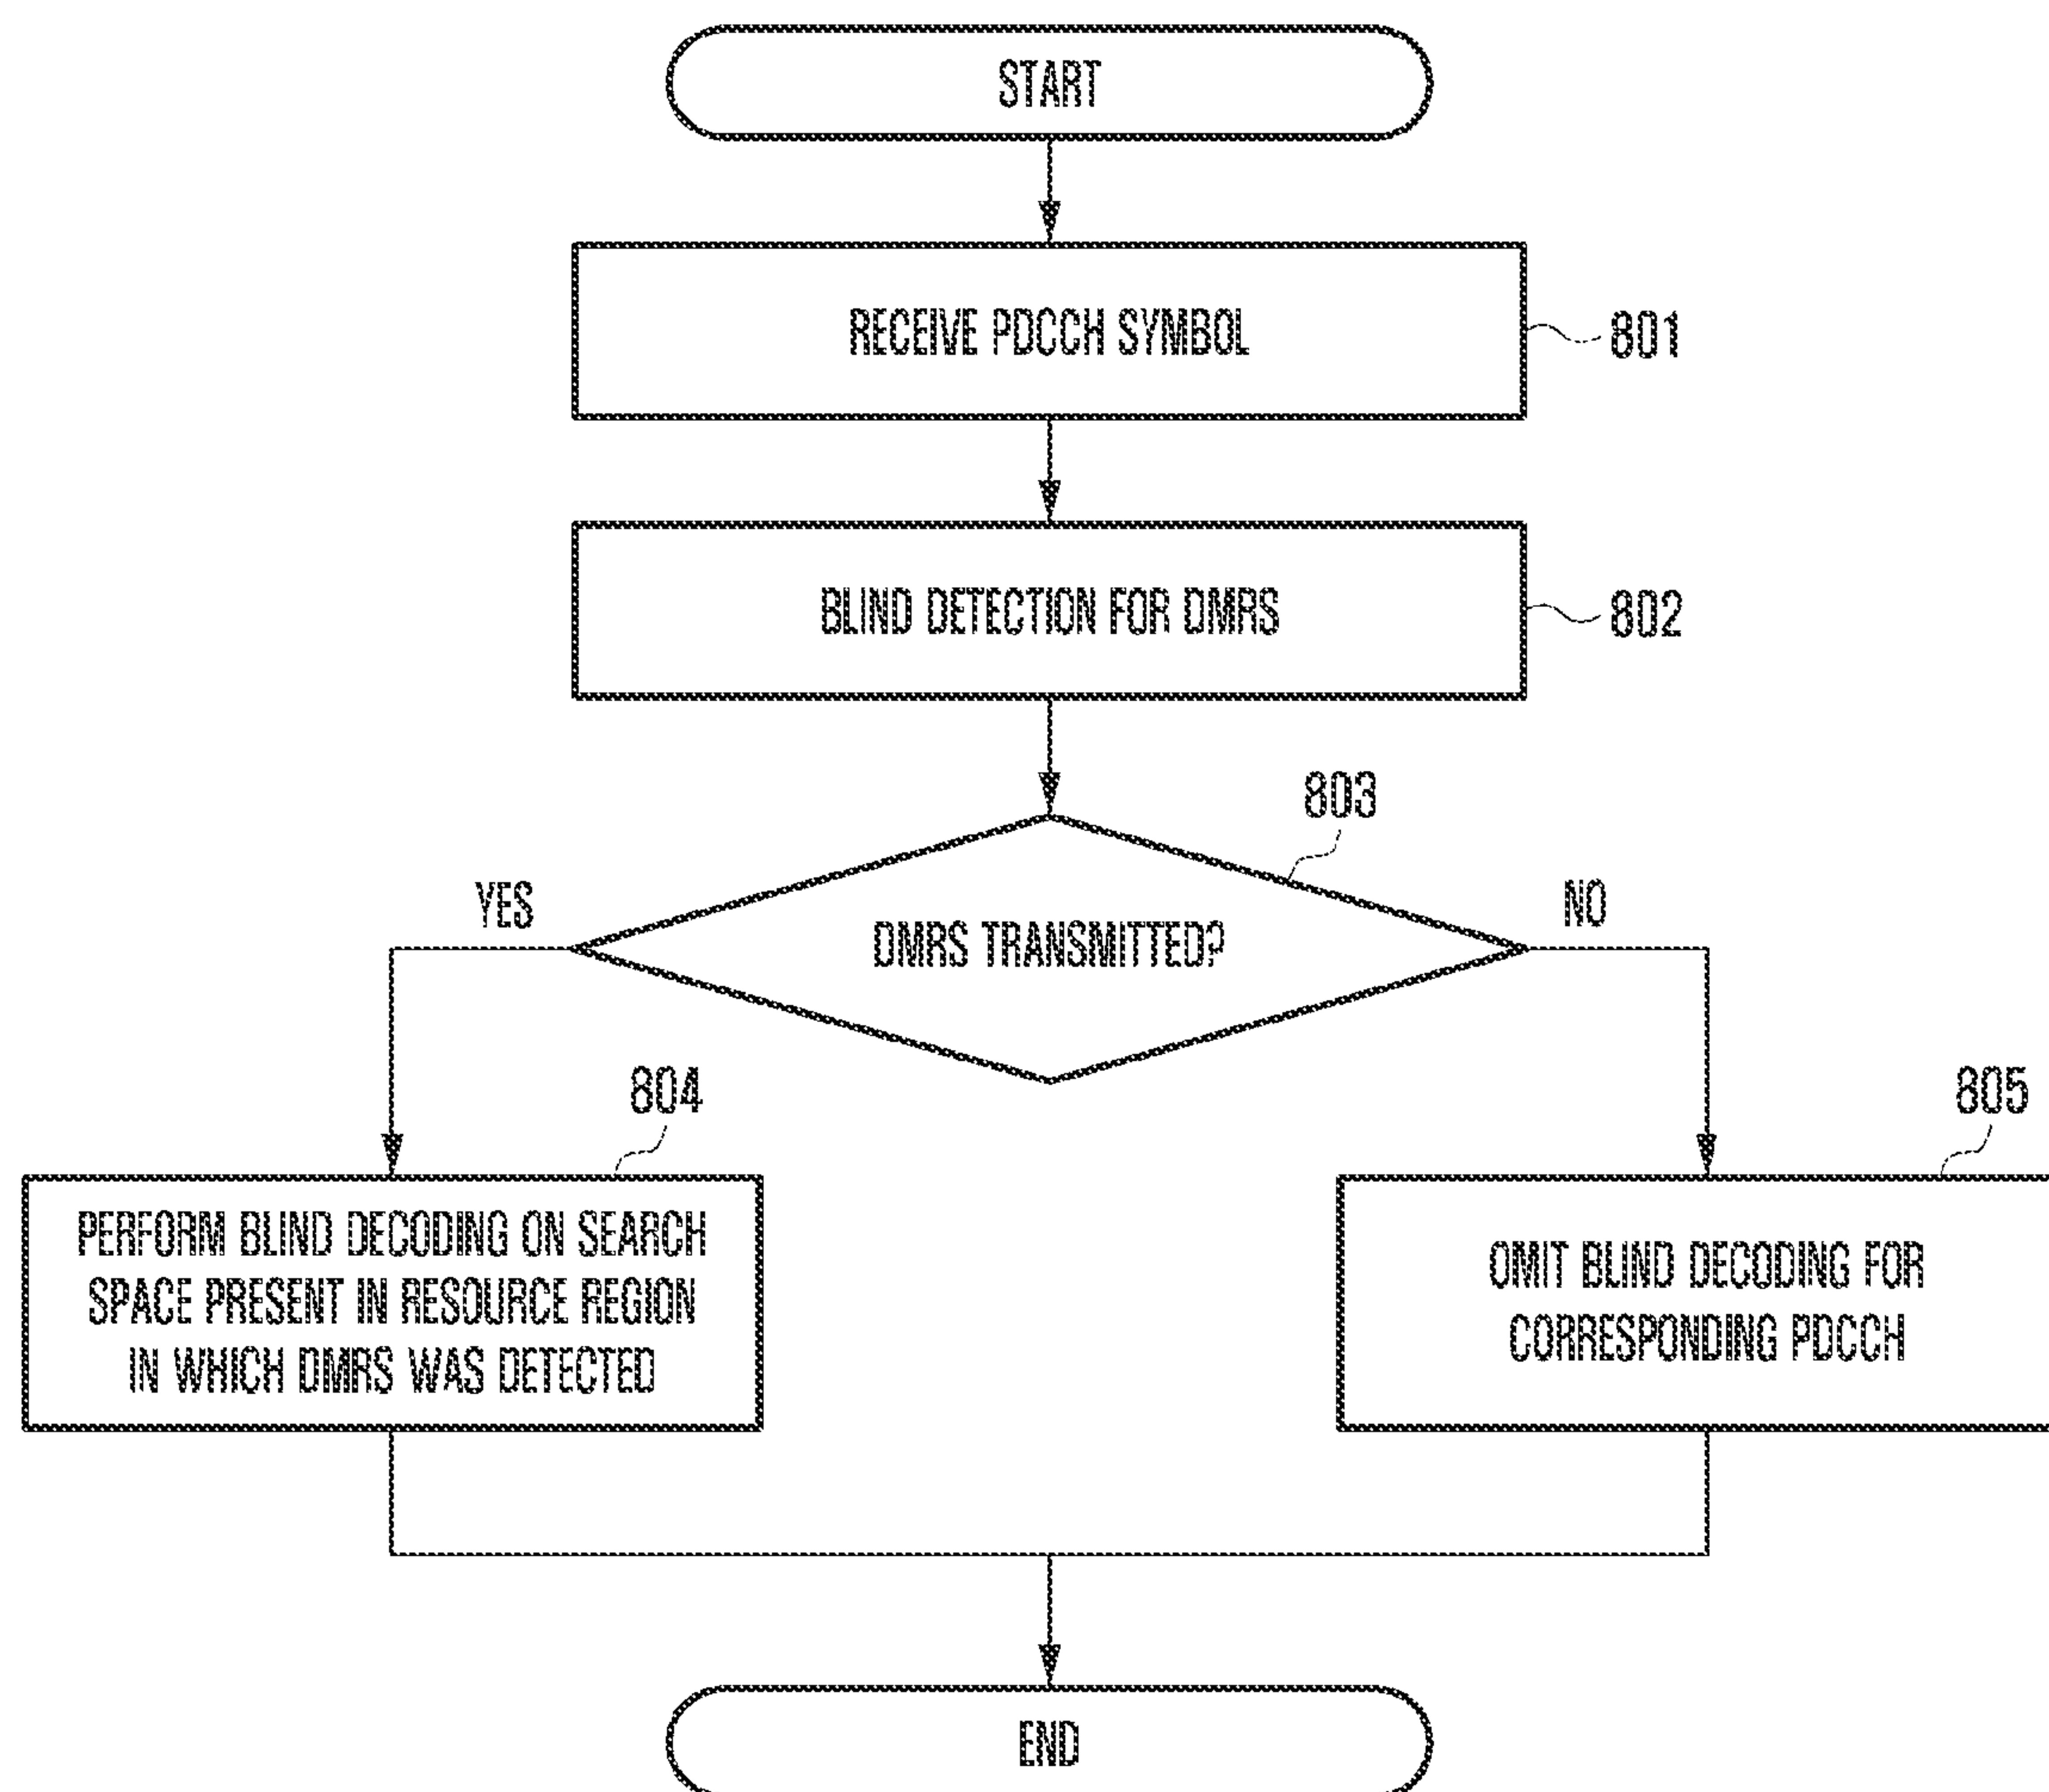 START
RECEIVE PDCCH SYMBOL
801
BLIND DETECTION FOR DMRS
802
803
YES
NO
DMRS TRANSMITTED?
804
805
PERFORM BLIND DECODING ON SEARCH
SPACE PRESENT IN RESOURCE REGION
IN WHICH DMRS WAS DETECTED
OMIT BLIND DECODING FOR
CORRESPONDING PDCCH
END